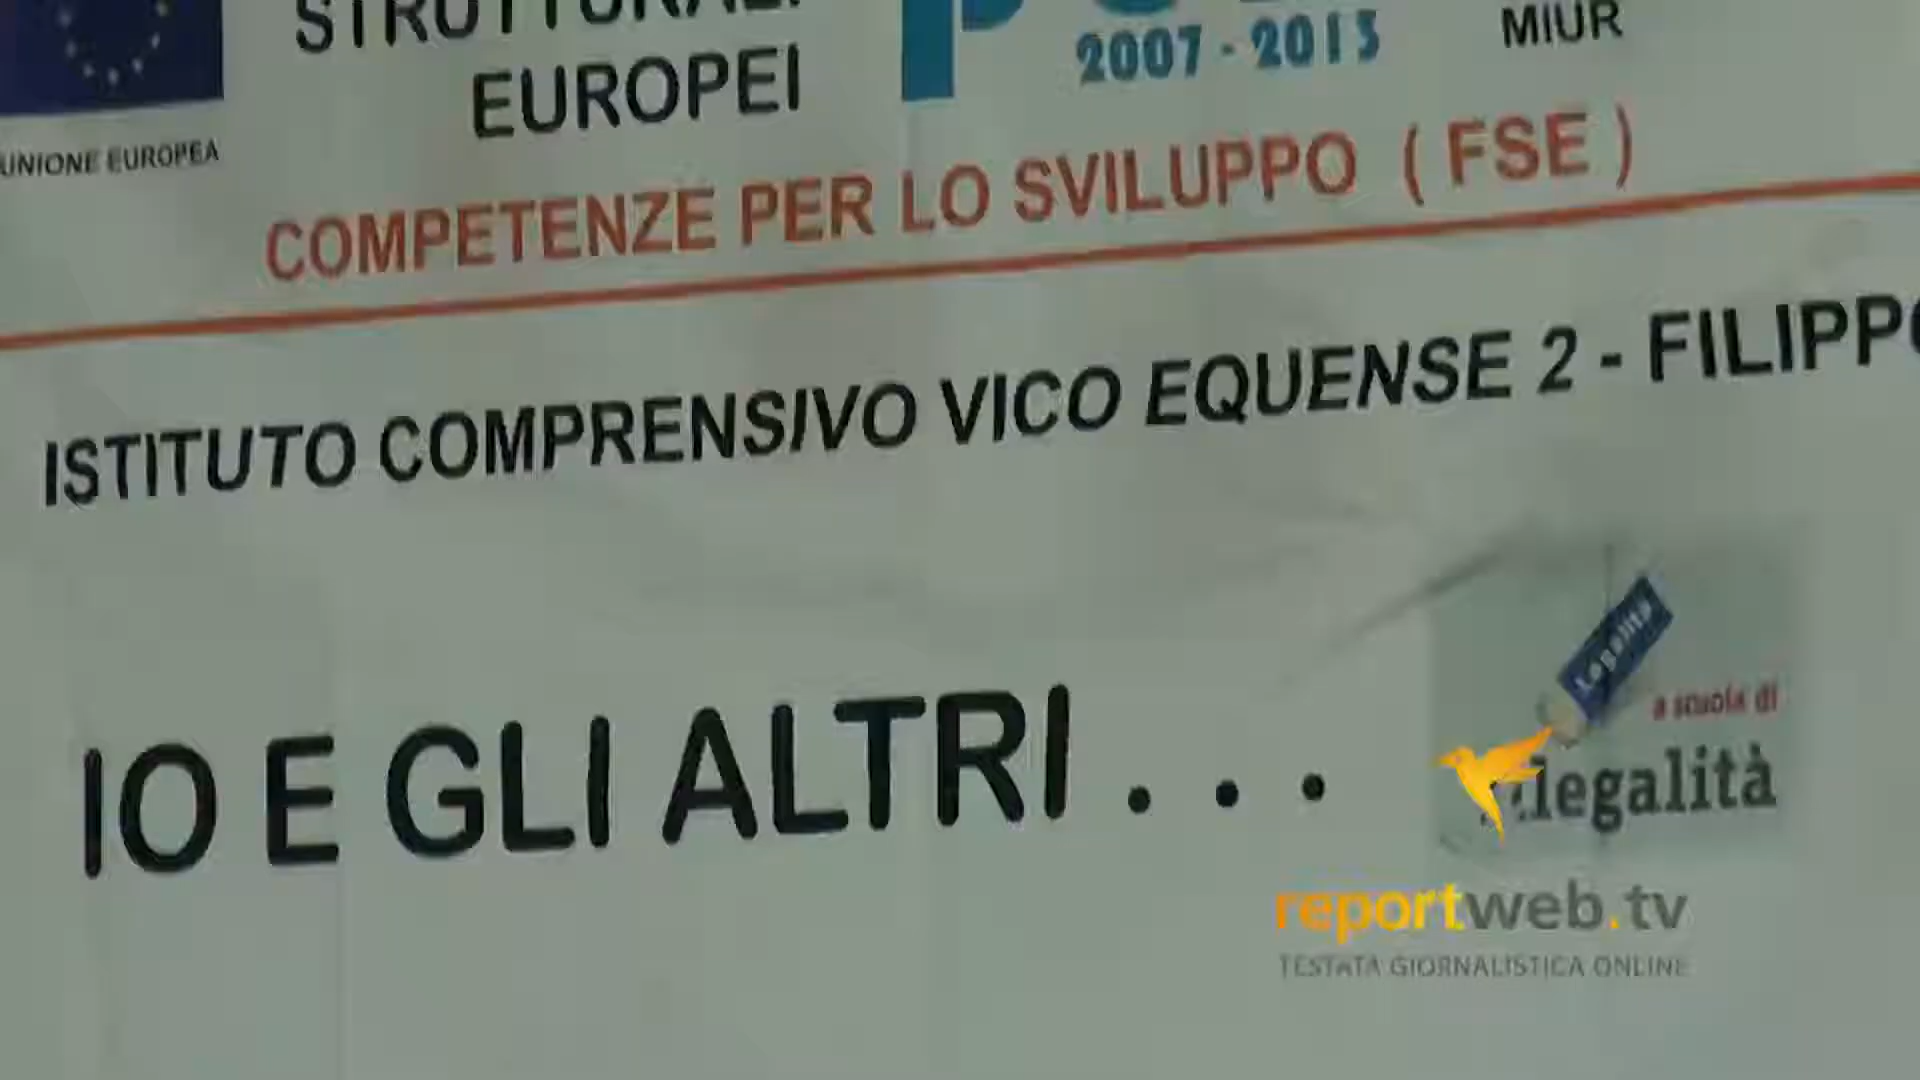 STRUTTURALI
EUROPEI
2007 - 2013
MIUR
UNIONE EUROPEA
COMPETENZE PER LO SVILUPPO ( FSE )
ISTITUTO COMPRENSIVO VICO EQUENSE 2 - FILIPPO
IO E GLI ALTRI . . .
Legalità
a scuola di
legalità
reportweb.tv
TESTATA GIORNALISTICA ONLINE